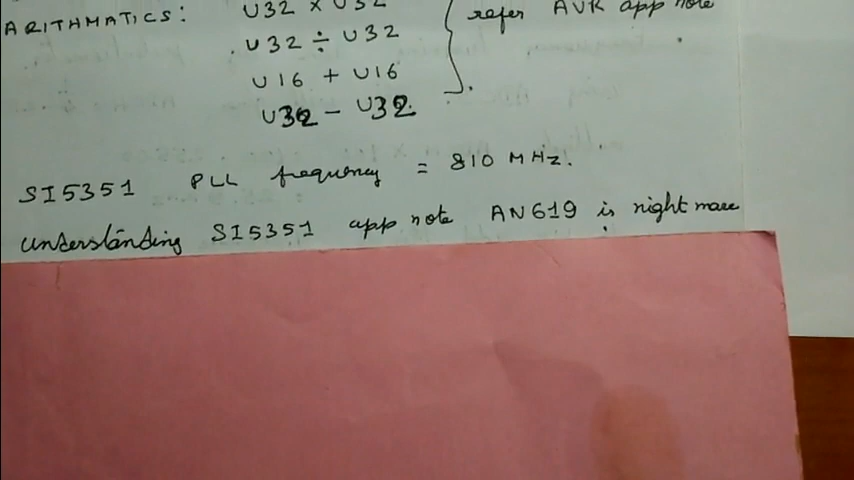 ARITHMATICS: U32 x U32 refer AVR app note
U32 ÷ U32
U16 + U16
U32 - U32
SI5351 PLL frequency = 810 MHz.
understanding SI5351 app note AN619 is night mare